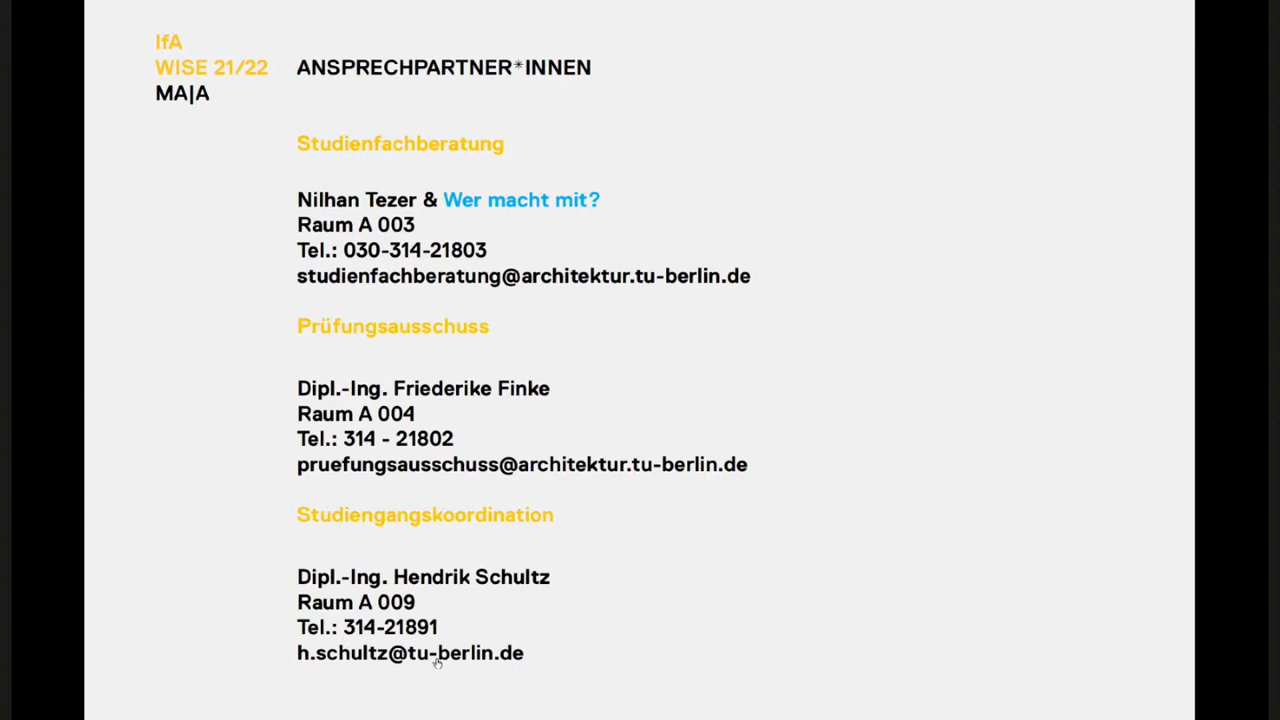 IfA
WISE 21/22 ANSPRECHPARTNER*INNEN
MA|A
Studienfachberatung
Nilhan Tezer & Wer macht mit?
Raum A 003
Tel.: 030-314-21803
studienfachberatung@architektur.tu-berlin.de
Prüfungsausschuss
Dipl.-Ing. Friederike Finke
Raum A 004
Tel.: 314 - 21802
pruefungsausschuss@architektur.tu-berlin.de
Studiengangskoordination
Dipl.-Ing. Hendrik Schultz
Raum A 009
Tel.: 314-21891
h.schultz@tu-berlin.de